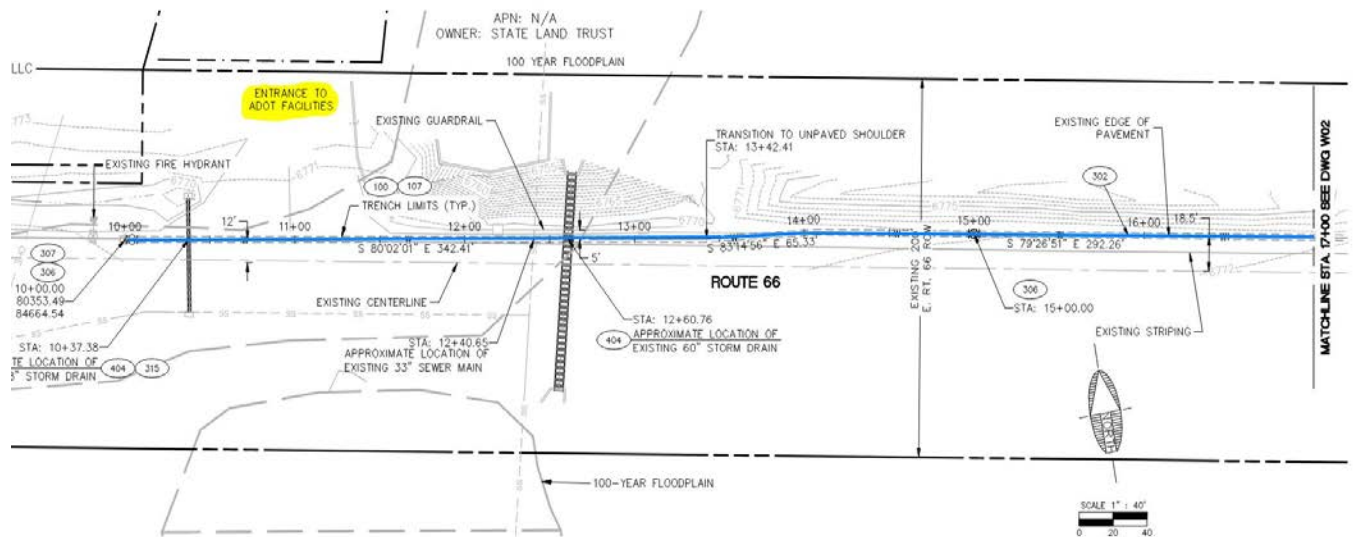 APN: N/A
OWNER: STATE LAND TRUST
LLC
100 YEAR FLOODPLAIN
ENTRANCE TO
ADOT FACILITIES
EXISTING GUARDRAIL
TRANSITION TO UNPAVED SHOULDER
STA: 13+42.41
EXISTING EDGE OF
PAVEMENT
EXISTING FIRE HYDRANT
100
107
302
TRENCH LIMITS (TYP.)
10+00
12'
11+00
12+00
13+00
14+00
15+00
16+00
18.5'
S 80°02'01" E 342.41'
S 83°14'56" E 65.33'
S 79°26'51" E 292.26'
5'
ROUTE 66
307
306
10+00.00
80353.49
84664.54
EXISTING CENTERLINE
306
STA: 15+00.00
EXISTING STRIPING
EXISTING 200'
E. RT. 66 ROW
MATCHLINE STA. 17+00 SEE DWG W02
STA: 10+37.38
TE LOCATION OF
8" STORM DRAIN
404
315
STA: 12+40.65
APPROXIMATE LOCATION OF
EXISTING 33" SEWER MAIN
STA: 12+60.76
404
APPROXIMATE LOCATION OF
EXISTING 60" STORM DRAIN
NORTH
100-YEAR FLOODPLAIN
SCALE 1" : 40'
0 20 40